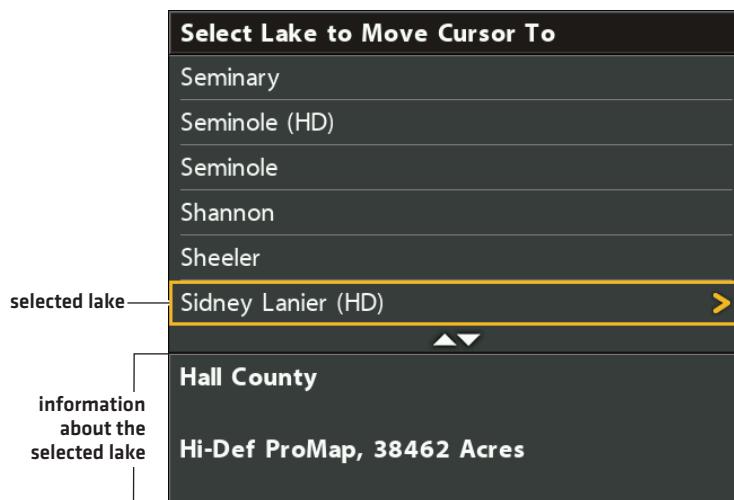 Select Lake to Move Cursor To
Seminary
Seminole (HD)
Seminole
Shannon
Sheeler
selected lake
Sidney Lanier (HD)
Hall County
information
about the
selected lake
Hi-Def ProMap, 38462 Acres